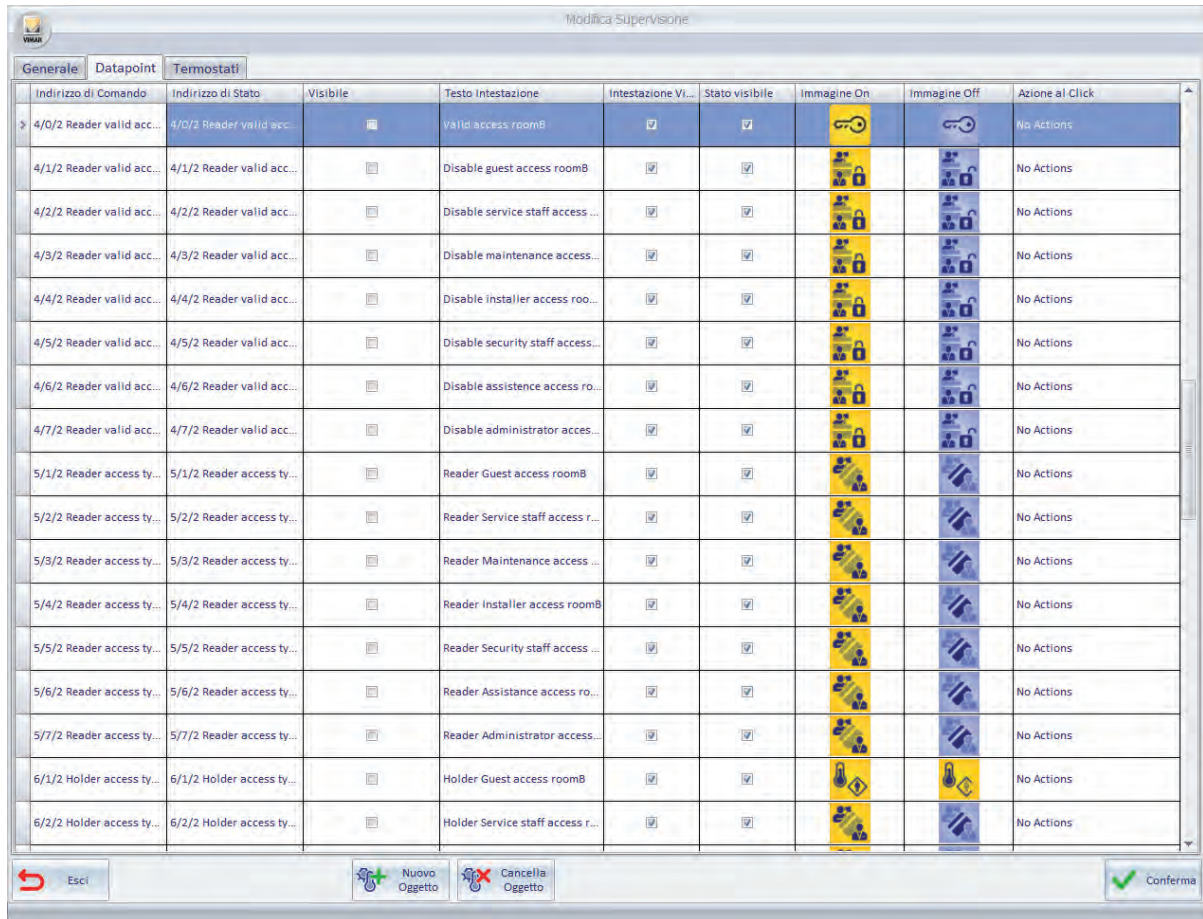 Modifica Supervisione
VIMAR
Generale Datapoint Termostati
Indirizzo di Comando Indirizzo di Stato Visibile Testo Intestazione Intestazione Vi... Stato visibile Immagine On Immagine Off Azione al Click
4/0/2 Reader valid acc... 4/0/2 Reader valid acc... Valid access roomB No Actions
4/1/2 Reader valid acc... 4/1/2 Reader valid acc... Disable guest access roomB No Actions
4/2/2 Reader valid acc... 4/2/2 Reader valid acc... Disable service staff access ... No Actions
4/3/2 Reader valid acc... 4/3/2 Reader valid acc... Disable maintenance access... No Actions
4/4/2 Reader valid acc... 4/4/2 Reader valid acc... Disable installer access roo... No Actions
4/5/2 Reader valid acc... 4/5/2 Reader valid acc... Disable security staff access... No Actions
4/6/2 Reader valid acc... 4/6/2 Reader valid acc... Disable assistence access ro... No Actions
4/7/2 Reader valid acc... 4/7/2 Reader valid acc... Disable administrator acces... No Actions
5/1/2 Reader access ty... 5/1/2 Reader access ty... Reader Guest access roomB No Actions
5/2/2 Reader access ty... 5/2/2 Reader access ty... Reader Service staff access r... No Actions
5/3/2 Reader access ty... 5/3/2 Reader access ty... Reader Maintenance access ... No Actions
5/4/2 Reader access ty... 5/4/2 Reader access ty... Reader Installer access roomB No Actions
5/5/2 Reader access ty... 5/5/2 Reader access ty... Reader Security staff access ... No Actions
5/6/2 Reader access ty... 5/6/2 Reader access ty... Reader Assistance access ro... No Actions
5/7/2 Reader access ty... 5/7/2 Reader access ty... Reader Administrator access... No Actions
6/1/2 Holder access ty... 6/1/2 Holder access ty... Holder Guest access roomB No Actions
6/2/2 Holder access ty... 6/2/2 Holder access ty... Holder Service staff access r... No Actions
Esci Nuovo Oggetto Cancella Oggetto Conferma